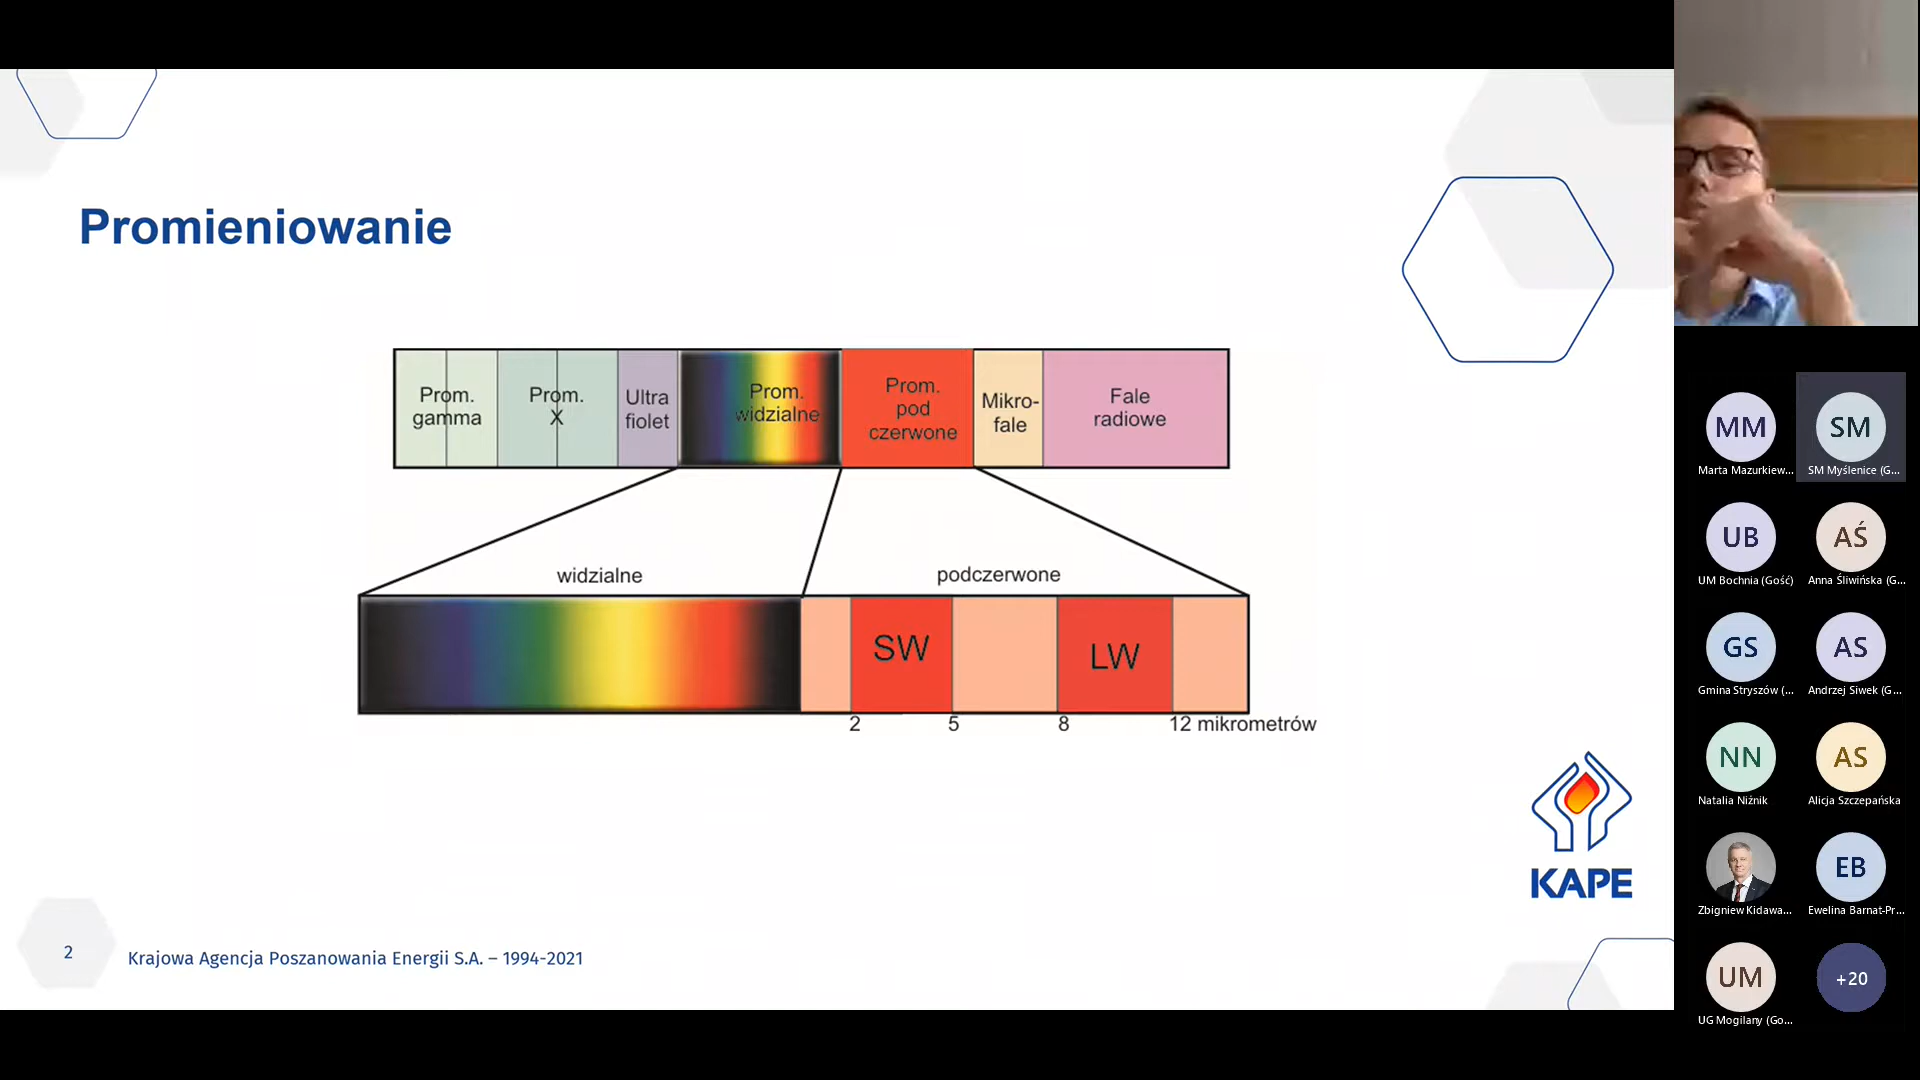 Promieniowanie
Prom.
gamma
Prom.
X
Ultra
fiolet
Prom.
widzialne
Prom.
pod
czerwone
Mikro-
fale
Fale
radiowe
widzialne
podczerwone
SW
LW
2 5 8 12 mikrometrów
KAPE
2
Krajowa Agencja Poszanowania Energii S.A. – 1994-2021
MM
Marta Mazurkiew...
SM
SM Myślenice (G...
UB
UM Bochnia (Gość)
AŚ
Anna Śliwińska (G...
GS
Gmina Stryszów (...
AS
Andrzej Siwek (G...
NN
Natalia Niżnik
AS
Alicja Szczepańska
Zbigniew Kidawa...
EB
Ewelina Barnat-Pr...
UM
UG Mogilany (Go...
+20